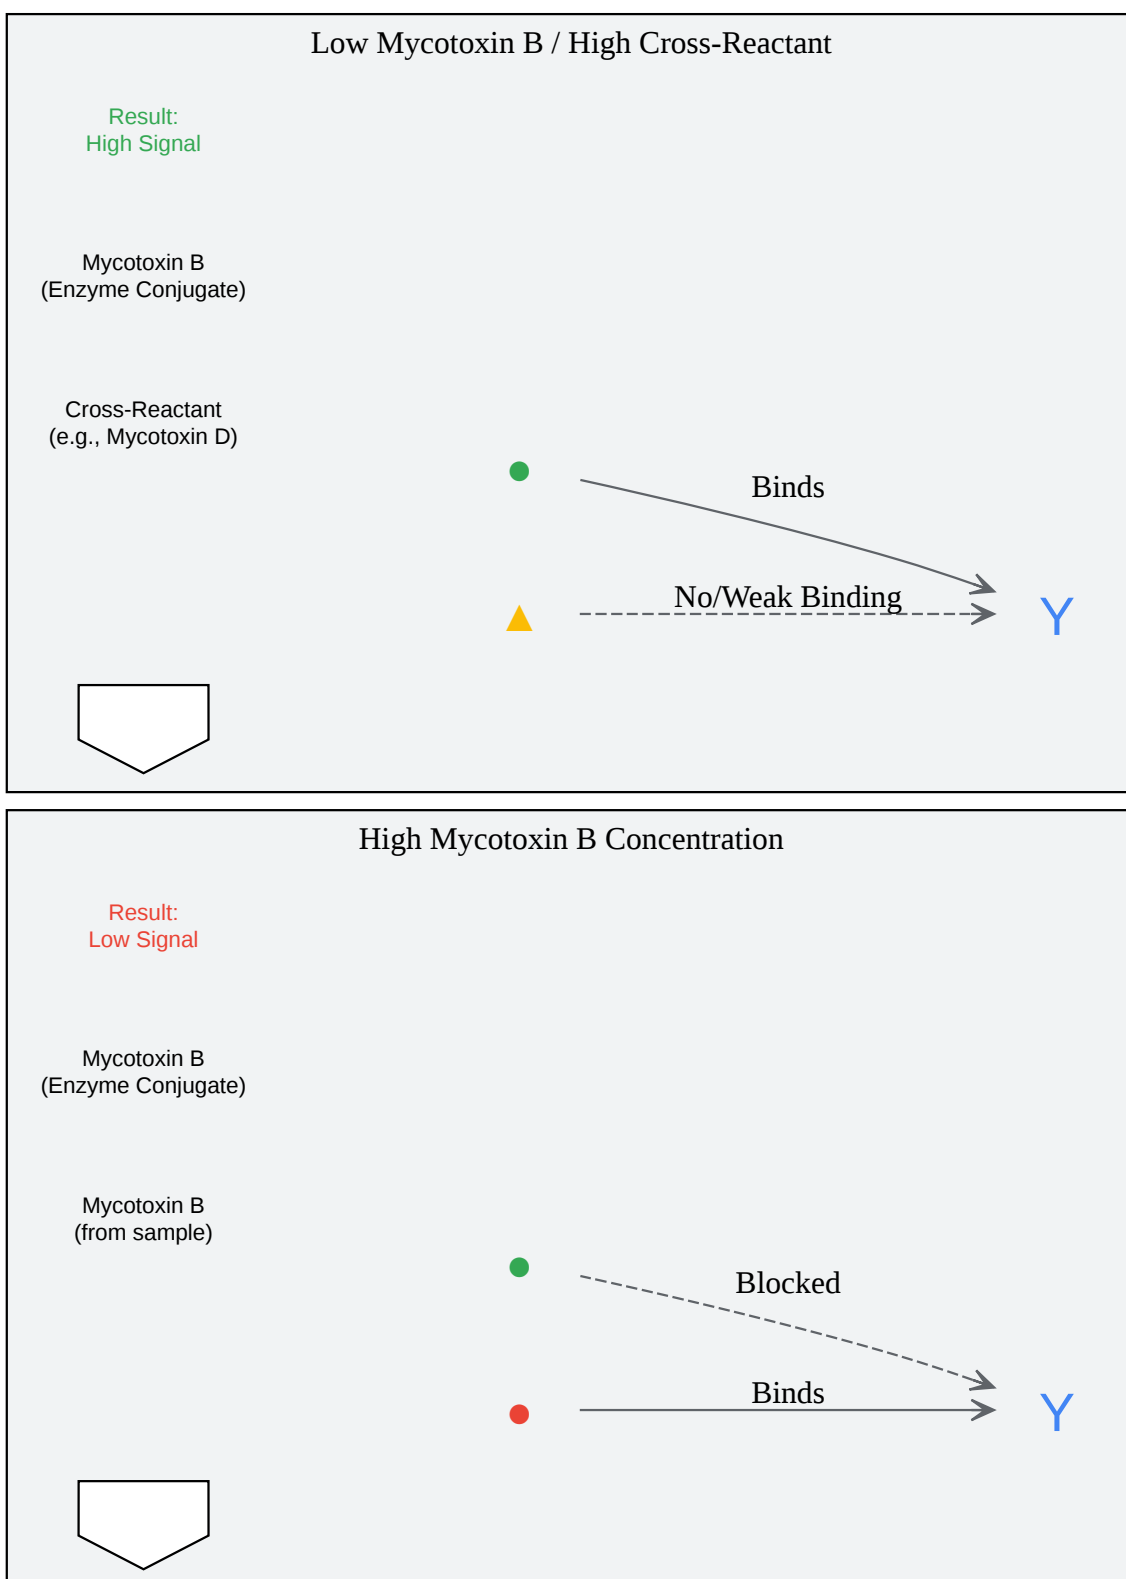 Low Mycotoxin B / High Cross-Reactant
Result:
High Signal
Mycotoxin B
(Enzyme Conjugate)
Cross-Reactant
(e.g., Mycotoxin D)
Binds
No/Weak Binding
Y
High Mycotoxin B Concentration
Result:
Low Signal
Mycotoxin B
(Enzyme Conjugate)
Mycotoxin B
(from sample)
Blocked
Binds
Y